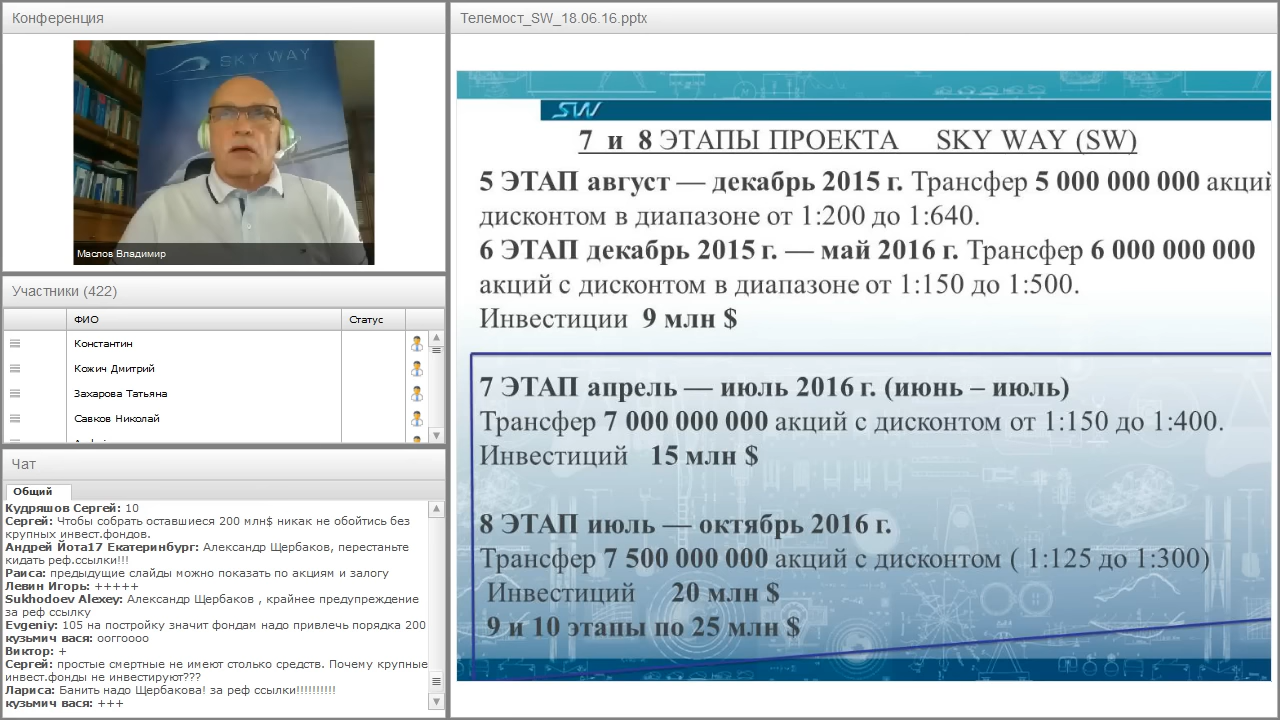 Конференция
SKY WAY
Маслов Владимир
Участники (422)
ФИО
Статус
Константин
Кожич Дмитрий
Захарова Татьяна
Савков Николай
Чат
Общий
Кудряшов Сергей: 10
Сергей: Чтобы собрать оставшиеся 200 млн$ никак не обойтись без
крупных инвест.фондов.
Андрей Йота17 Екатеринбург: Александр Щербаков, перестаньте
кидать реф.ссылки!!!
Раиса: предыдущие слайды можно показать по акциям и залогу
Левин Игорь: +++++
Sukhodoev Alexey: Александр Щербаков , крайнее предупреждение
за реф ссылку
Evgeniy: 105 на постройку значит фондам надо привлечь порядка 200
кузьмич вася: ооггоооо
Виктор: +
Сергей: простые смертные не имеют столько средств. Почему крупные
инвест.фонды не инвестируют???
Лариса: Банить надо Щербатова! за реф ссылки!!!!!!!!!!
кузьмич вася: +++
Телемост_SW_18.06.16.pptx
SW
7 и 8 ЭТАПЫ ПРОЕКТА SKY WAY (SW)
5 ЭТАП август — декабрь 2015 г. Трансфер 5 000 000 000 акций
дисконтом в диапазоне от 1:200 до 1:640.
6 ЭТАП декабрь 2015 г. — май 2016 г. Трансфер 6 000 000 000
акций с дисконтом в диапазоне от 1:150 до 1:500.
Инвестиции 9 млн $
7 ЭТАП апрель — июль 2016 г. (июнь – июль)
Трансфер 7 000 000 000 акций с дисконтом от 1:150 до 1:400.
Инвестиций 15 млн $
8 ЭТАП июль — октябрь 2016 г.
Трансфер 7 500 000 000 акций с дисконтом ( 1:125 до 1:300)
Инвестиций 20 млн $
9 и 10 этапы по 25 млн $